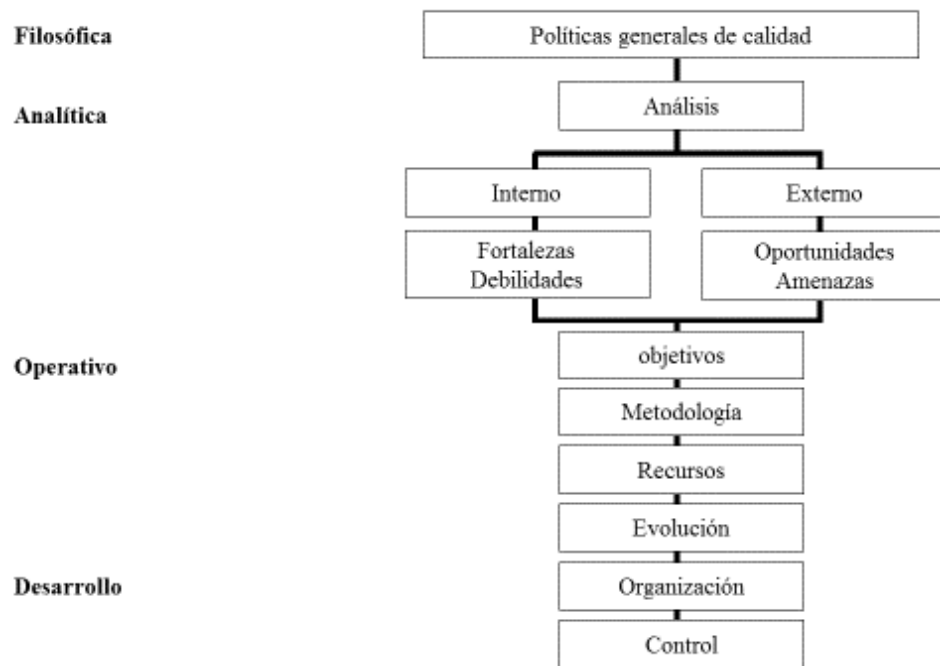 Filosófica
Políticas generales de calidad
Analítica
Análisis
Interno
Externo
Fortalezas
Debilidades
Oportunidades
Amenazas
Operativo
objetivos
Metodología
Recursos
Evolución
Desarrollo
Organización
Control